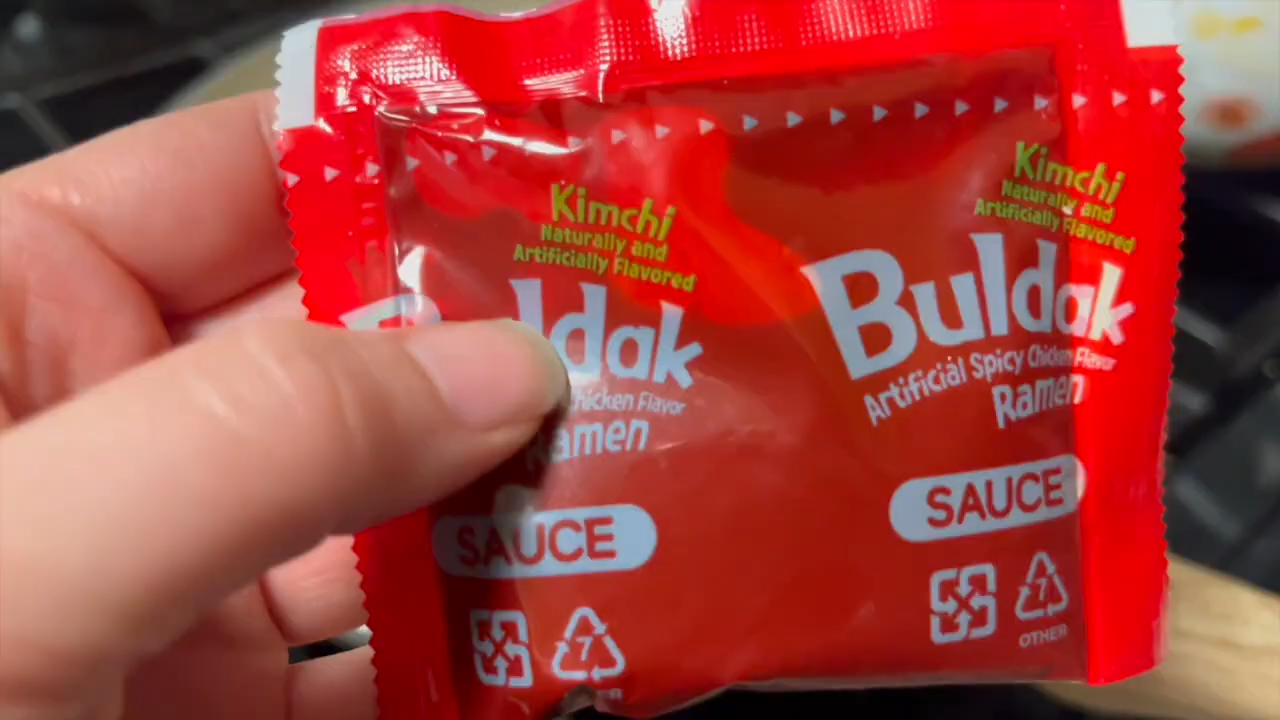 Kimchi
Naturally and
Artificially Flavored
ldak
Chicken Flavor
Ramen
SAUCE
7
Kimchi
Naturally and
Artificially Flavored
Buldak
Artificial Spicy Chicken Flavor
Ramen
SAUCE
7
OTHER